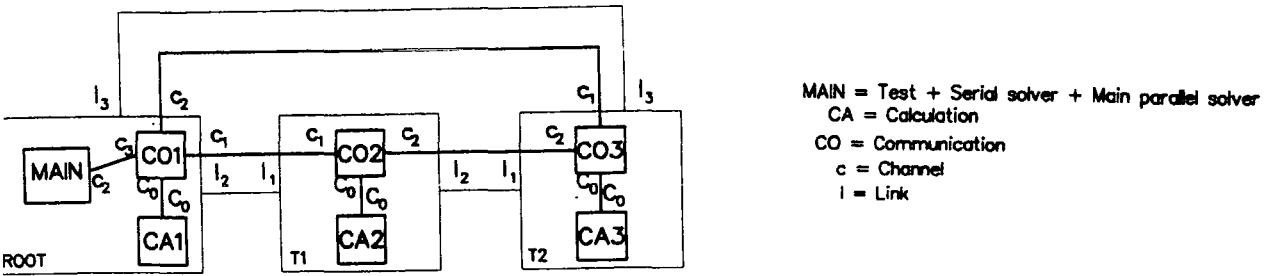 l₃
c₂
c₁
l₃
MAIN = Test + Serial solver + Main parallel solver
CA = Calculation
CO = Communication
c = Channel
l = Link
MAIN
c₃
c₂
CO1
c₁
c₁
CO2
c₂
c₂
CO3
l₂
l₁
l₂
l₁
C₀
C₀
C₀
C₀
C₀
C₀
CA1
CA2
CA3
ROOT
T1
T2